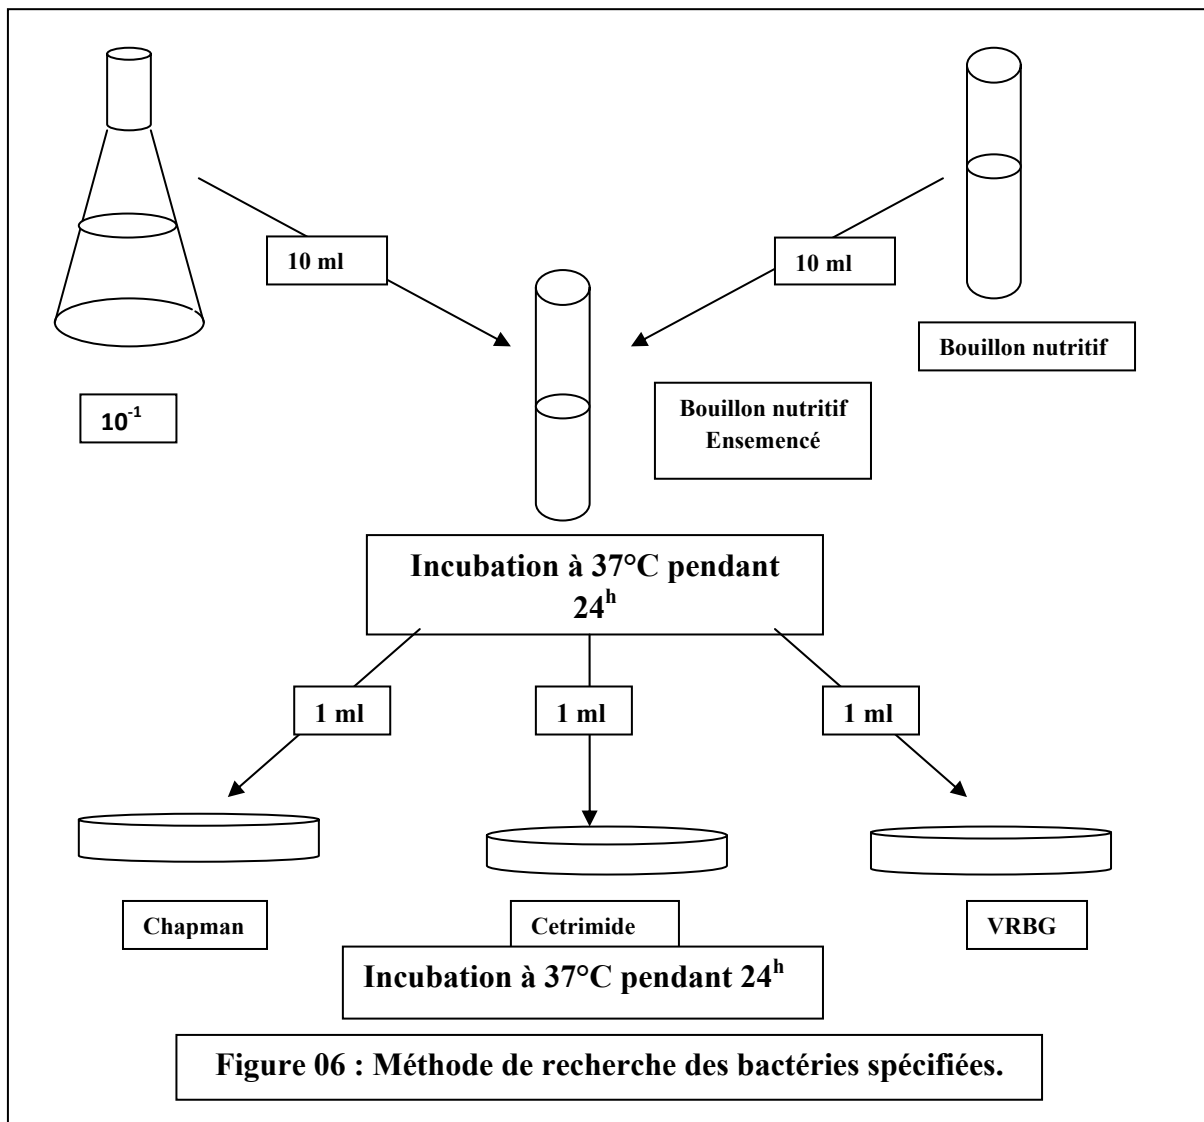 10 ml
10 ml
Bouillon nutritif
10⁻¹
Bouillon nutritif
Ensemencé
Incubation à 37°C pendant
24ʰ
1 ml
1 ml
1 ml
Chapman
Cetrimide
VRBG
Incubation à 37°C pendant 24ʰ
Figure 06 : Méthode de recherche des bactéries spécifiées.